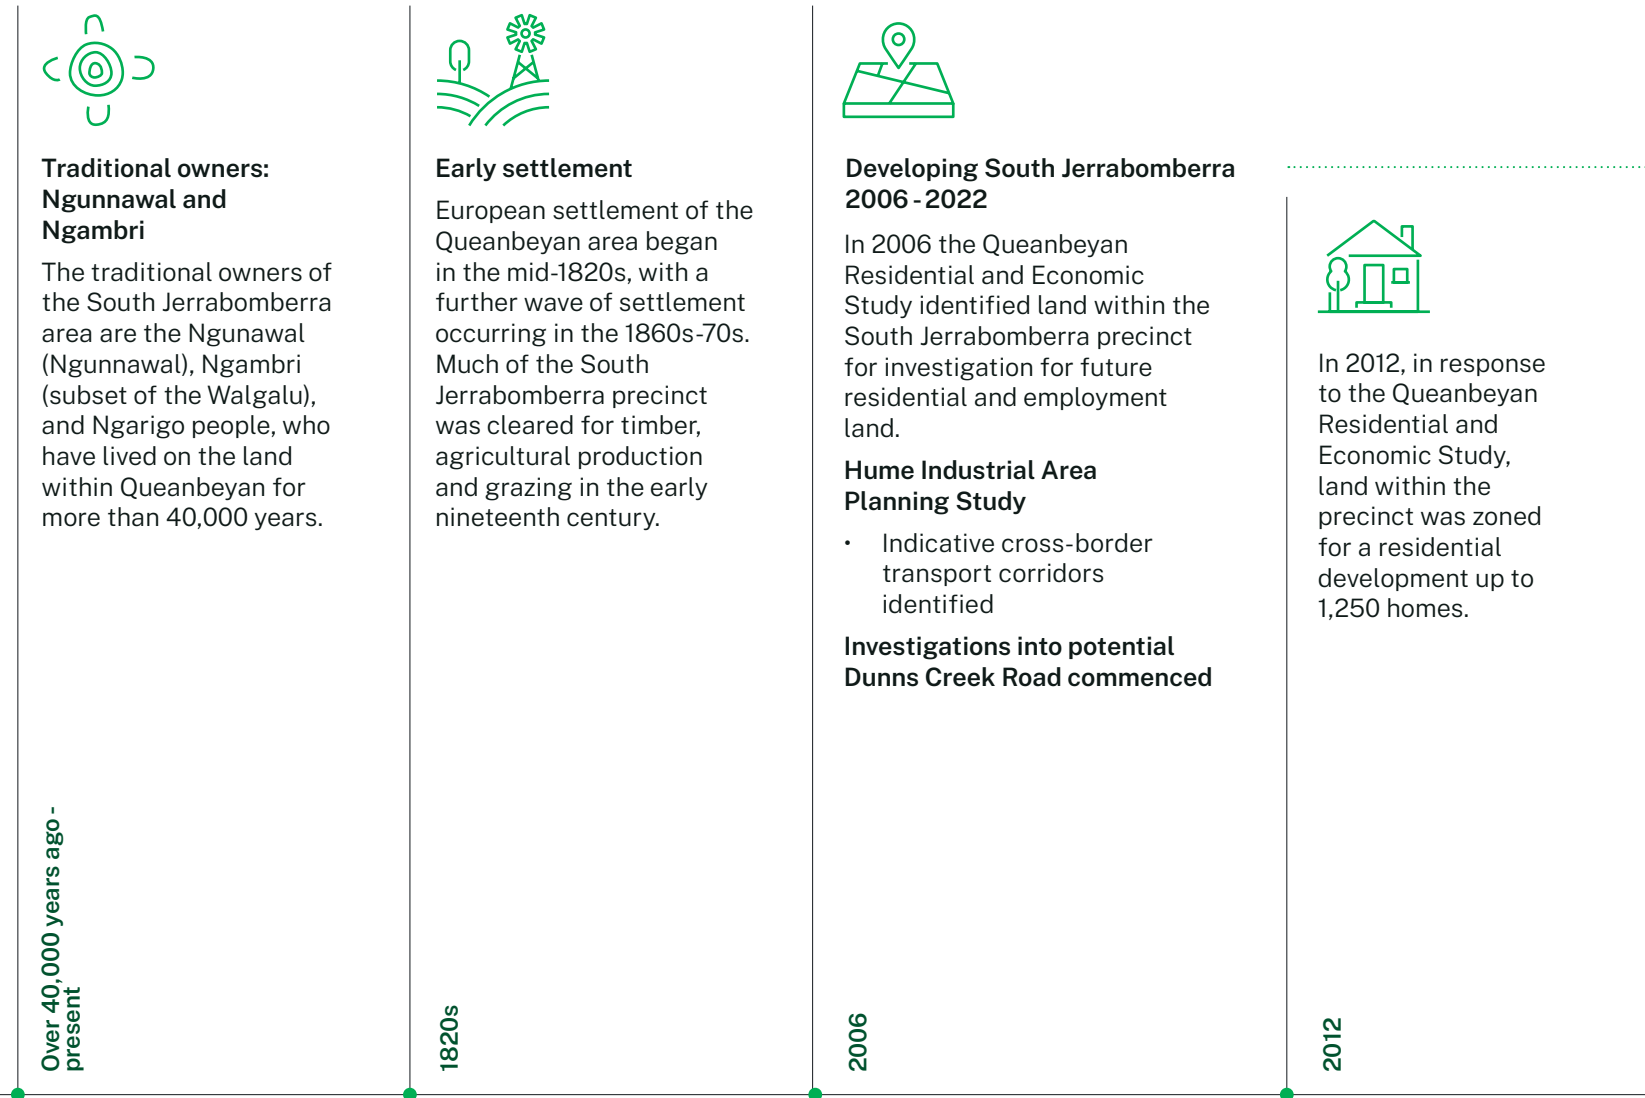 Traditional owners:
Ngunnawal and
Ngambri
The traditional owners of
the South Jerrabomberra
area are the Ngunawal
(Ngunnawal), Ngambri
(subset of the Walgalu),
and Ngarigo people, who
have lived on the land
within Queanbeyan for
more than 40,000 years.
Over 40,000 years ago -
present
Early settlement
European settlement of the
Queanbeyan area began
in the mid-1820s, with a
further wave of settlement
occurring in the 1860s-70s.
Much of the South
Jerrabomberra precinct
was cleared for timber,
agricultural production
and grazing in the early
nineteenth century.
1820s
Developing South Jerrabomberra
2006 - 2022
In 2006 the Queanbeyan
Residential and Economic
Study identified land within the
South Jerrabomberra precinct
for investigation for future
residential and employment
land.
Hume Industrial Area
Planning Study
• Indicative cross-border
transport corridors
identified
Investigations into potential
Dunns Creek Road commenced
2006
In 2012, in response
to the Queanbeyan
Residential and
Economic Study,
land within the
precinct was zoned
for a residential
development up to
1,250 homes.
2012